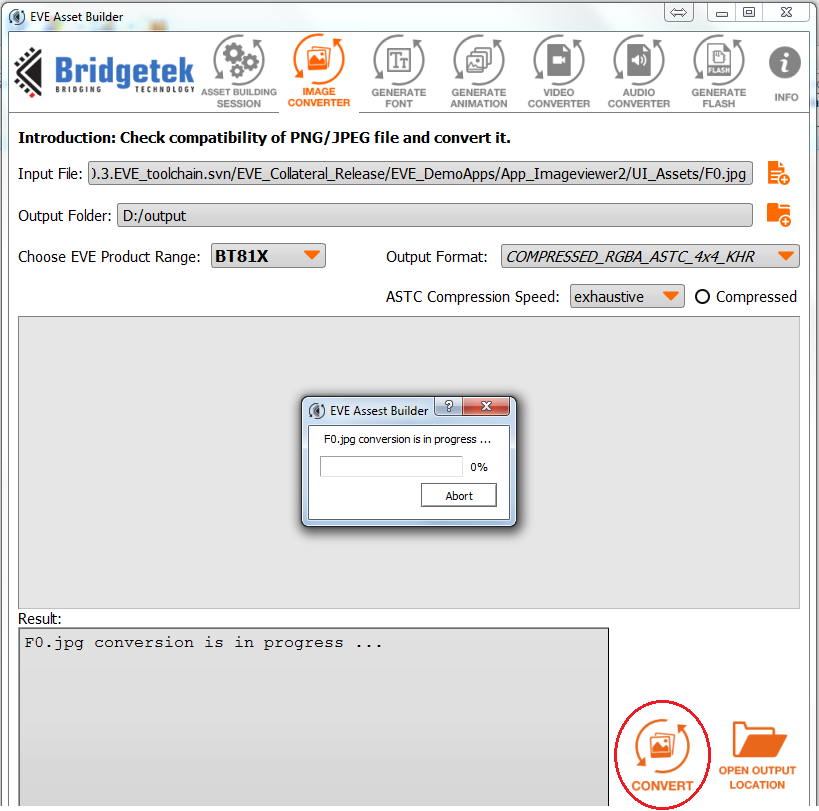 EVE Asset Builder
Bridgetek
BRIDGING TECHNOLOGY
ASSET BUILDING
SESSION
IMAGE
CONVERTER
GENERATE
FONT
GENERATE
ANIMATION
VIDEO
CONVERTER
AUDIO
CONVERTER
FLASH
GENERATE
FLASH
INFO
Introduction: Check compatibility of PNG/JPEG file and convert it.
Input File: 0.3.EVE_toolchain.svn/EVE_Collateral_Release/EVE_DemoApps/App_Imageviewer2/UI_Assets/F0.jpg
Output Folder: D:/output
Choose EVE Product Range: BT81X Output Format: COMPRESSED_RGBA_ASTC_4x4_KHR
ASTC Compression Speed: exhaustive Compressed
EVE Assest Builder
F0.jpg conversion is in progress ...
0%
Abort
Result:
F0.jpg conversion is in progress ...
CONVERT
OPEN OUTPUT
LOCATION